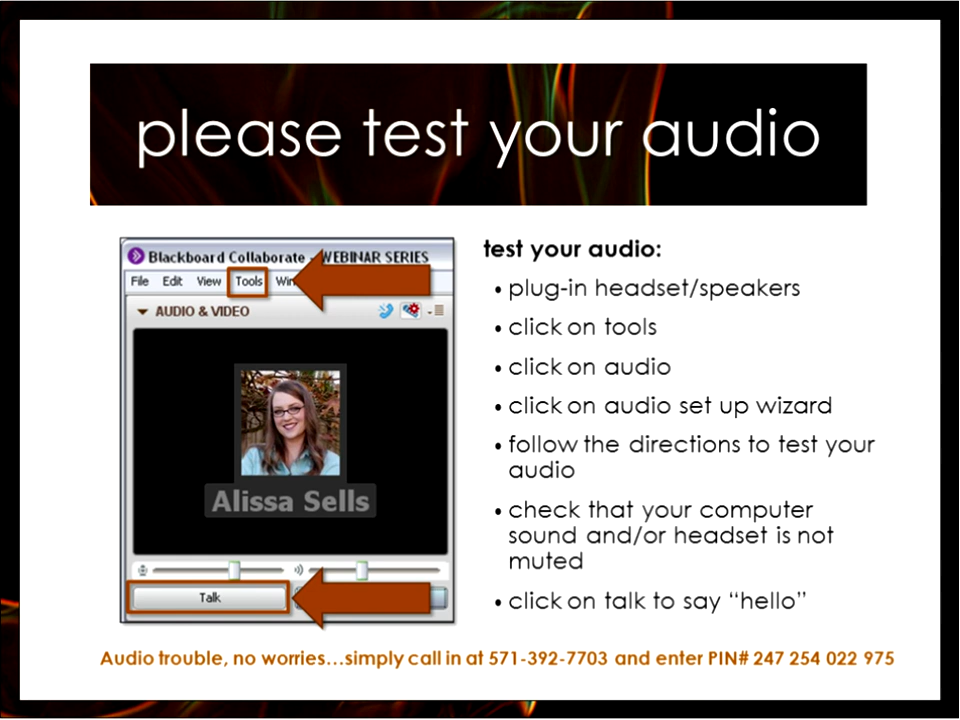 please test your audio
Blackboard Collaborate - WEBINAR SERIES
File Edit View Tools Win
AUDIO & VIDEO
Alissa Sells
Talk
test your audio:
• plug-in headset/speakers
• click on tools
• click on audio
• click on audio set up wizard
• follow the directions to test your
audio
• check that your computer
sound and/or headset is not
muted
• click on talk to say “hello”
Audio trouble, no worries...simply call in at 571-392-7703 and enter PIN# 247 254 022 975